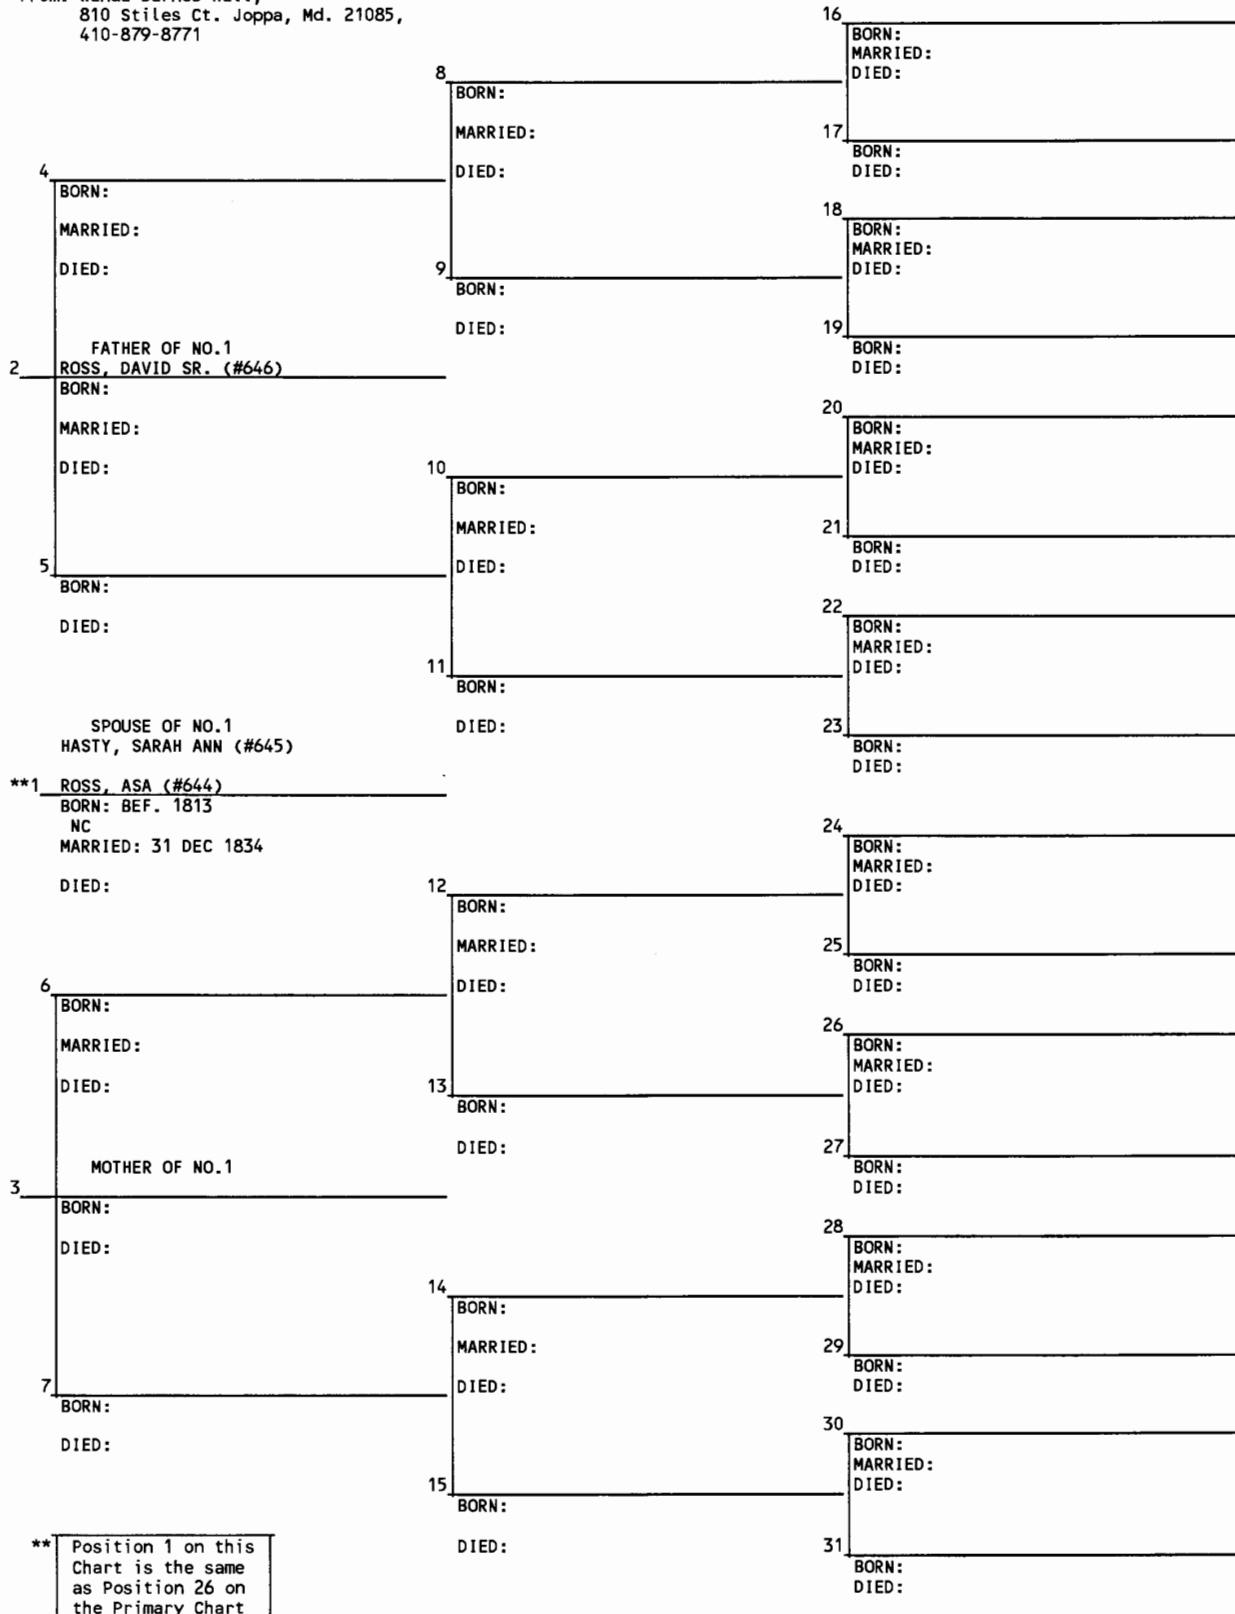 From:
810 Stiles Ct. Joppa, Md. 21085,
410-879-8771
4
BORN:
MARRIED:
DIED:
FATHER OF NO.1
2 ROSS, DAVID SR. (#646)
BORN:
MARRIED:
DIED:
5
BORN:
DIED:
SPOUSE OF NO.1
HASTY, SARAH ANN (#645)
**1 ROSS, ASA (#644)
BORN: BEF. 1813
NC
MARRIED: 31 DEC 1834
DIED:
6
BORN:
MARRIED:
DIED:
MOTHER OF NO.1
3
BORN:
DIED:
7
BORN:
DIED:
** Position 1 on this
Chart is the same
as Position 26 on
the Primary Chart
8
BORN:
MARRIED:
DIED:
9
BORN:
DIED:
10
BORN:
MARRIED:
DIED:
11
BORN:
DIED:
12
BORN:
MARRIED:
DIED:
13
BORN:
DIED:
14
BORN:
MARRIED:
DIED:
15
BORN:
DIED:
16
BORN:
MARRIED:
DIED:
17
BORN:
DIED:
18
BORN:
MARRIED:
DIED:
19
BORN:
DIED:
20
BORN:
MARRIED:
DIED:
21
BORN:
DIED:
22
BORN:
MARRIED:
DIED:
23
BORN:
DIED:
24
BORN:
MARRIED:
DIED:
25
BORN:
DIED:
26
BORN:
MARRIED:
DIED:
27
BORN:
DIED:
28
BORN:
MARRIED:
DIED:
29
BORN:
DIED:
30
BORN:
MARRIED:
DIED:
31
BORN:
DIED: